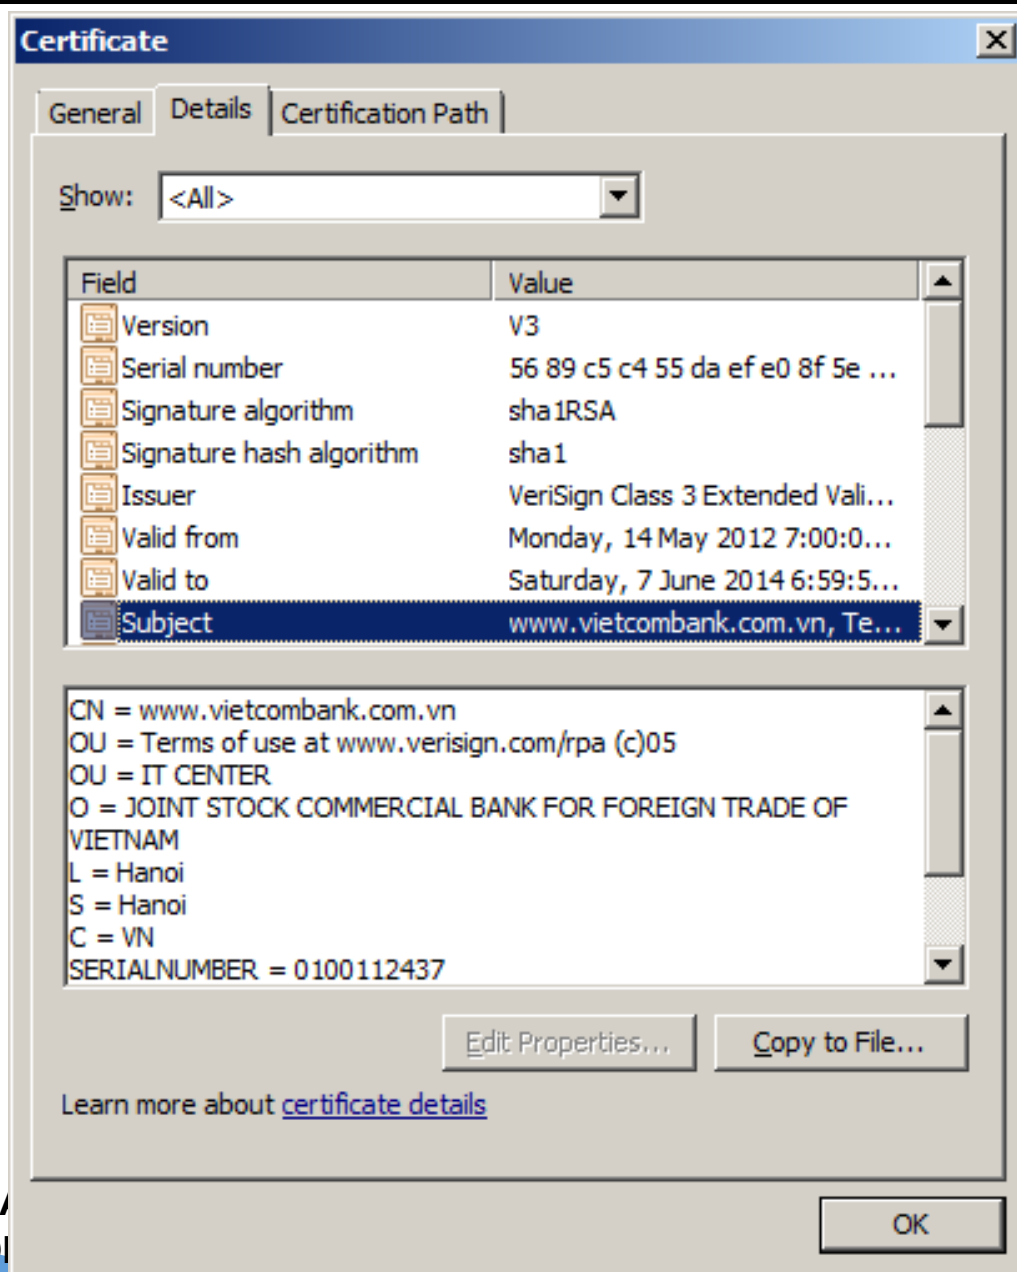 Certificate
General Details Certification Path
Show: <All>
Field Value
Version V3
Serial number 56 89 c5 c4 55 da ef e0 8f 5e ...
Signature algorithm sha1RSA
Signature hash algorithm sha1
Issuer VeriSign Class 3 Extended Vali...
Valid from Monday, 14 May 2012 7:00:0...
Valid to Saturday, 7 June 2014 6:59:5...
Subject www.vietcombank.com.vn, Te...
CN = www.vietcombank.com.vn
OU = Terms of use at www.verisign.com/rpa (c)05
OU = IT CENTER
O = JOINT STOCK COMMERCIAL BANK FOR FOREIGN TRADE OF
VIETNAM
L = Hanoi
S = Hanoi
C = VN
SERIALNUMBER = 0100112437
Edit Properties... Copy to File...
Learn more about certificate details
OK